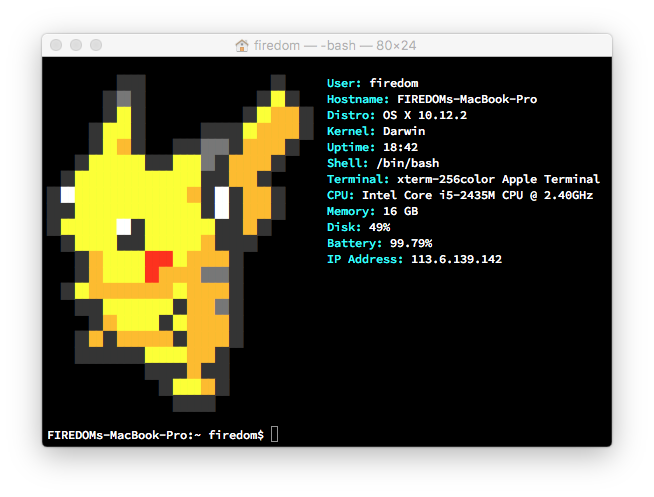 firedom — -bash — 80×24
User: firedom
Hostname: FIREDOMs-MacBook-Pro
Distro: OS X 10.12.2
Kernel: Darwin
Uptime: 18:42
Shell: /bin/bash
Terminal: xterm-256color Apple Terminal
CPU: Intel Core i5-2435M CPU @ 2.40GHz
Memory: 16 GB
Disk: 49%
Battery: 99.79%
IP Address: 113.6.139.142
FIREDOMs-MacBook-Pro:~ firedom$